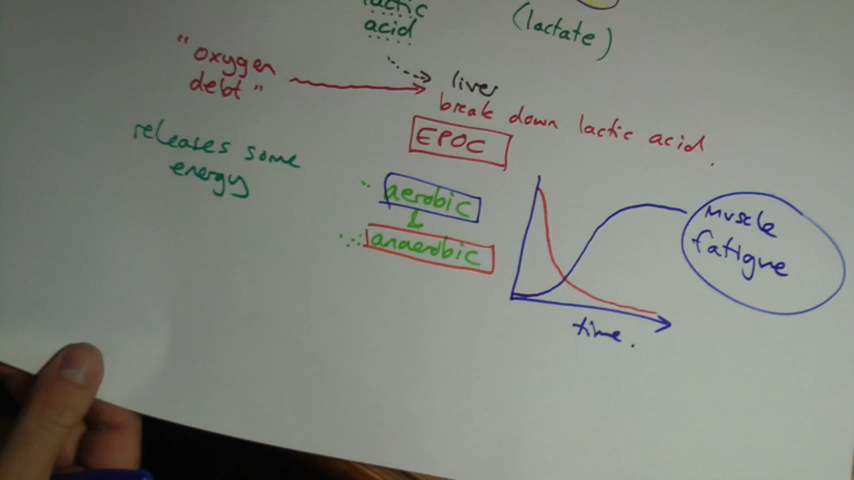 lactic
acid
(lactate)
"oxygen
debt"
liver
break down lactic acid.
EPOC
releases some
energy
aerobic
&
anaerobic
Muscle
fatigue
time.